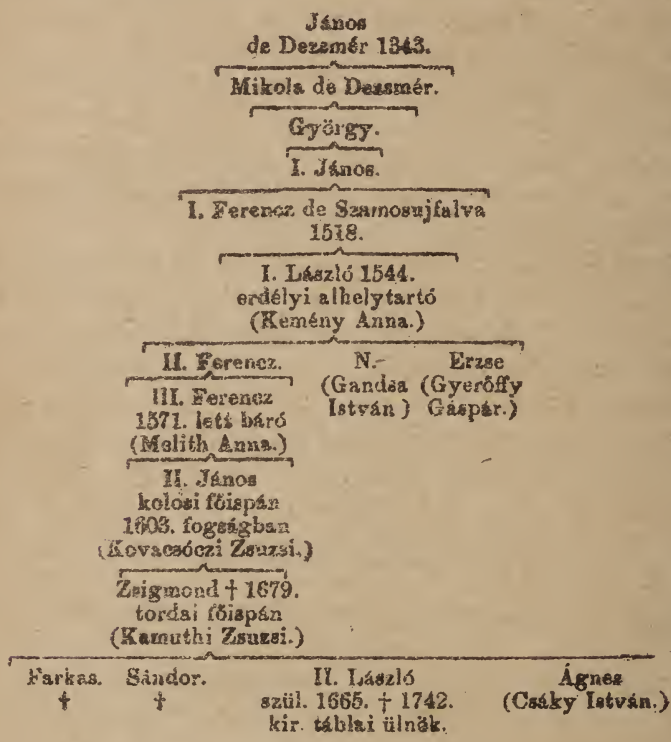 János
de Dezsmér 1343.
Mikola de Dezsmér.
György.
I. János.
I. Ferencz de Szamosujfalva
1518.
I. László 1544.
erdélyi alhelytartó
(Kemény Anna.)
II. Ferencz. N.- Erzse
(Gandsa (Gyerőffy
III. Ferencz István) Gáspár.)
1571. lett báró
(Melith Anna.)
II. János
kolosi főispán
1603. fogságban
(Kovacsóczi Zsuzsi.)
Zsigmond † 1679.
tordai főispán
(Kamuthi Zsuzsi.)
Farkas. Sándor. II. László Ágnes
† † szül. 1665. † 1742. (Csáky István.)
kir. táblai ülnök.